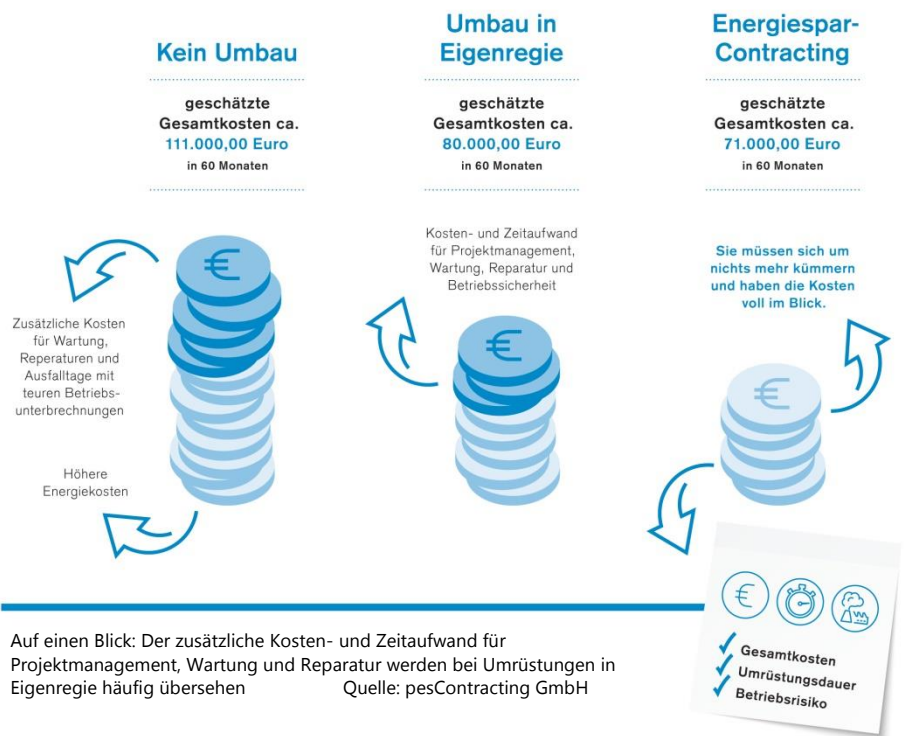 Kein Umbau
geschätzte
Gesamtkosten ca.
111.000,00 Euro
in 60 Monaten
Zusätzliche Kosten
für Wartung,
Reperaturen und
Ausfalltage mit
teuren Betriebs-
unterbrechnungen
Höhere
Energiekosten
Umbau in
Eigenregie
geschätzte
Gesamtkosten ca.
80.000,00 Euro
in 60 Monaten
Kosten- und Zeitaufwand
für Projektmanagement,
Wartung, Reparatur und
Betriebssicherheit
Energiespar-
Contracting
geschätzte
Gesamtkosten ca.
71.000,00 Euro
in 60 Monaten
Sie müssen sich um
nichts mehr kümmern
und haben die Kosten
voll im Blick.
€
€
€
€
Gesamtkosten
Umrüstungsdauer
Betriebsrisiko
Auf einen Blick: Der zusätzliche Kosten- und Zeitaufwand für
Projektmanagement, Wartung und Reparatur werden bei Umrüstungen in
Eigenregie häufig übersehen Quelle: pesContracting GmbH